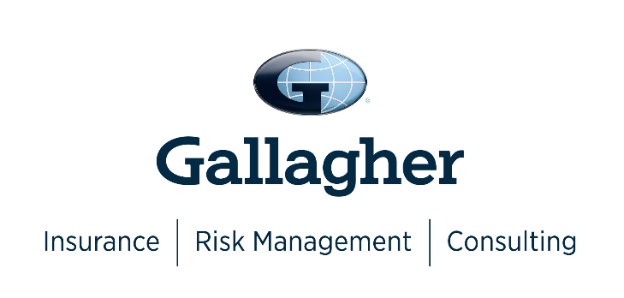 G
Gallagher
Insurance | Risk Management | Consulting